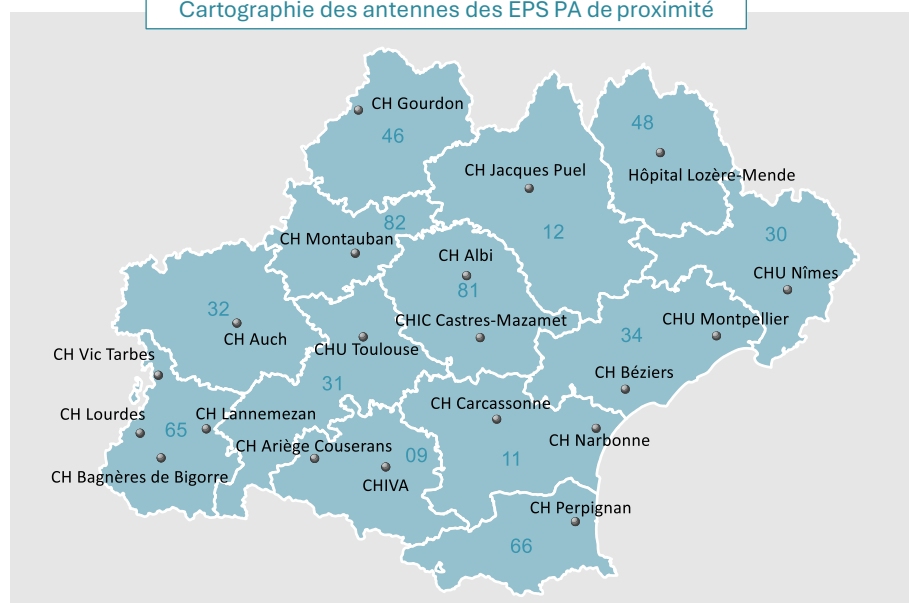 Cartographie des antennes des EPS PA de proximité
CH Gourdon
46
48
CH Jacques Puel
Hôpital Lozère-Mende
82
12
30
CH Montauban
CH Albi
81
CHU Nîmes
32
CHIC Castres-Mazamet
CHU Montpellier
34
CH Auch
CHU Toulouse
CH Vic Tarbes
31
CH Béziers
CH Lourdes
65
CH Lannemezan
CH Carcassonne
CH Ariège Couserans
09
CH Narbonne
11
CH Bagnères de Bigorre
CHIVA
CH Perpignan
66